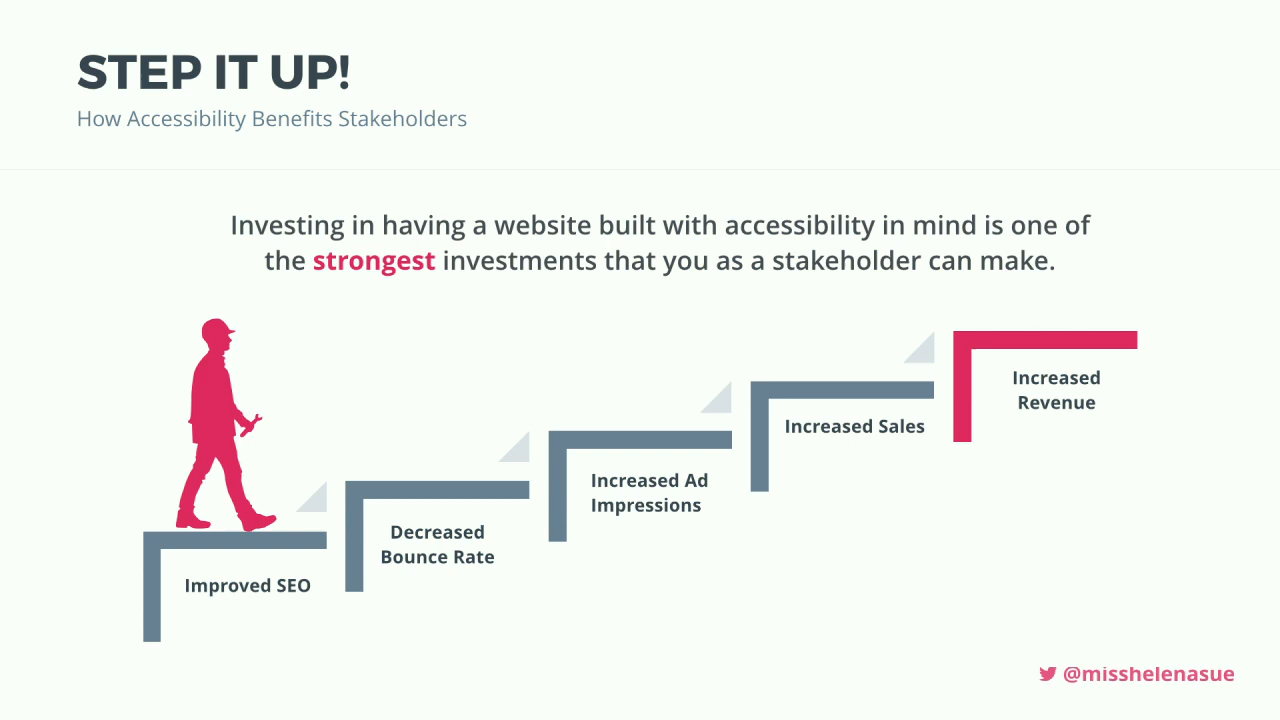 STEP IT UP!
How Accessibility Benefits Stakeholders
Investing in having a website built with accessibility in mind is one of
the strongest investments that you as a stakeholder can make.
Improved SEO
Decreased
Bounce Rate
Increased Ad
Impressions
Increased Sales
Increased
Revenue
@misshelenasue